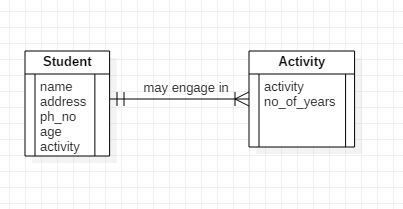 Student
name
address
ph_no
age
activity
may engage in
Activity
activity
no_of_years